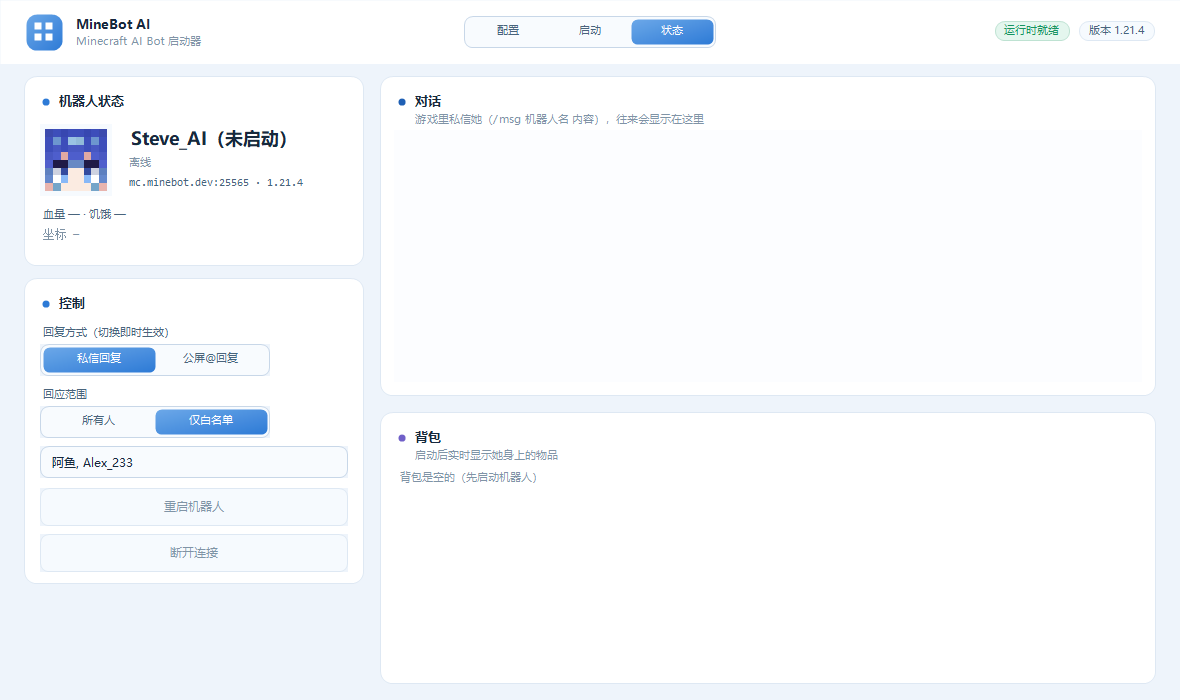 MineBot AI
Minecraft AI Bot 启动器
配置
启动
状态
运行时就绪
版本 1.21.4
机器人状态
Steve_AI（未启动）
离线
mc.minebot.dev:25565 · 1.21.4
血量 — · 饥饿 —
坐标 –
控制
回复方式（切换即时生效）
私信回复
公屏@回复
回应范围
所有人
仅白名单
阿鱼, Alex_233
重启机器人
断开连接
对话
游戏里私信她（/msg 机器人名 内容），往来会显示在这里
背包
启动后实时显示她身上的物品
背包是空的（先启动机器人）